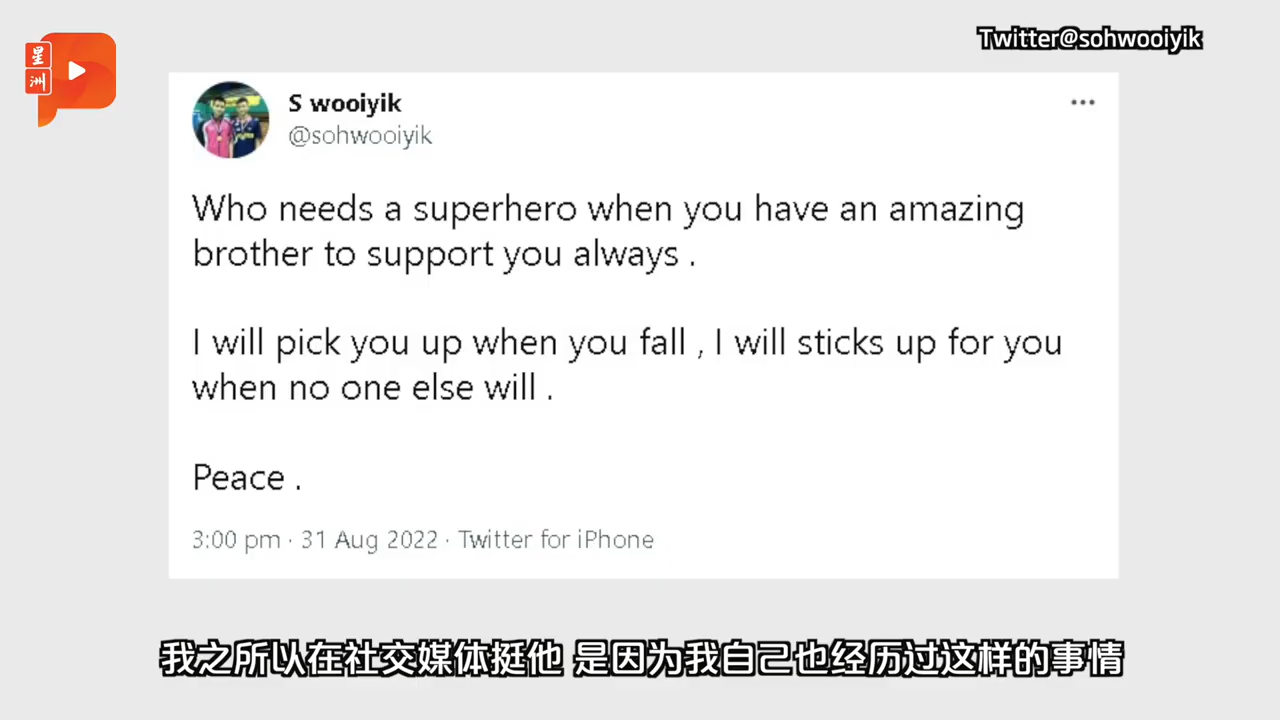 星洲
Twitter@sohwooiyik
S wooiyik
@sohwooiyik
Who needs a superhero when you have an amazing
brother to support you always .
I will pick you up when you fall , I will sticks up for you
when no one else will .
Peace .
3:00 pm · 31 Aug 2022 · Twitter for iPhone
我之所以在社交媒体挺他 是因为我自己也经历过这样的事情